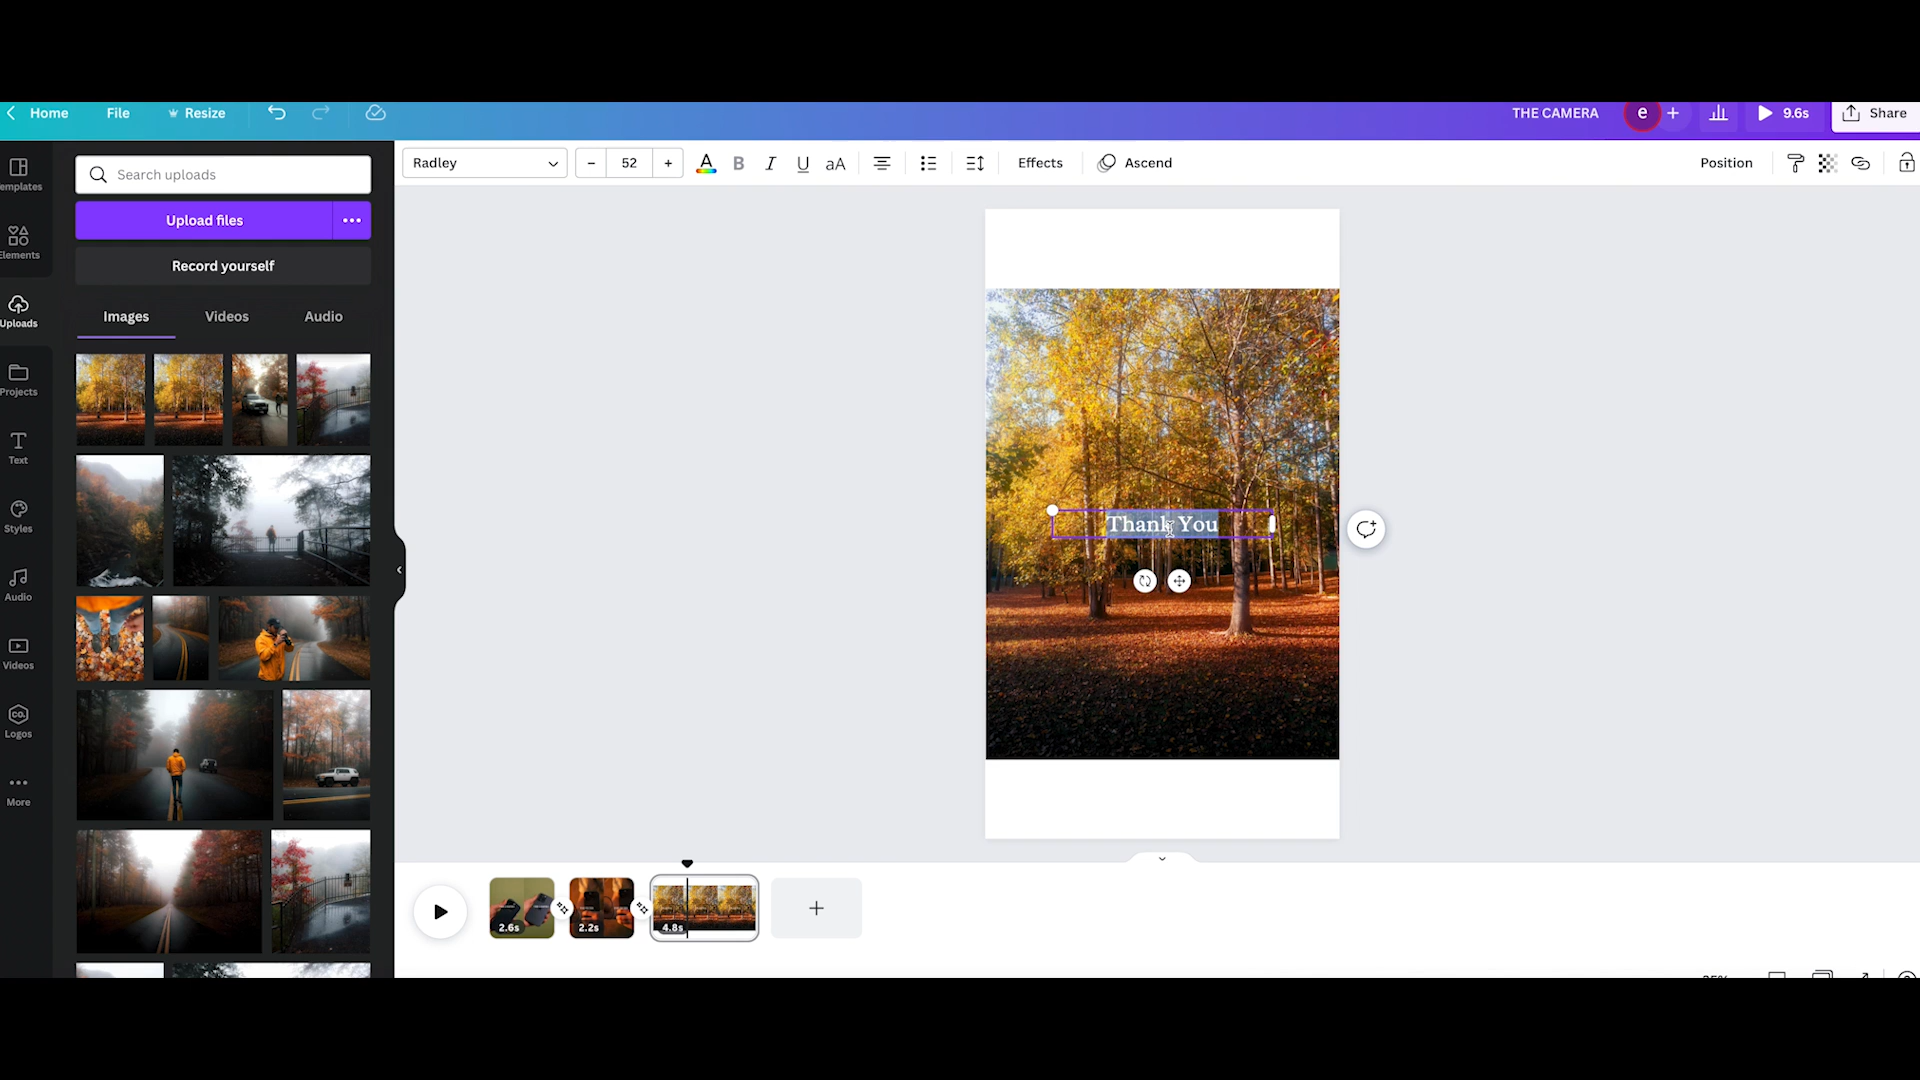 Home File Resize THE CAMERA e + 9.6s Share
Radley − 52 + A B I U aA Effects Ascend Position
Search uploads
Upload files
Record yourself
Images Videos Audio
emplates
Elements
Uploads
Projects
Text
Styles
Audio
Videos
CO.
Logos
More
Thank You
2.6s 2.2s 4.8s +